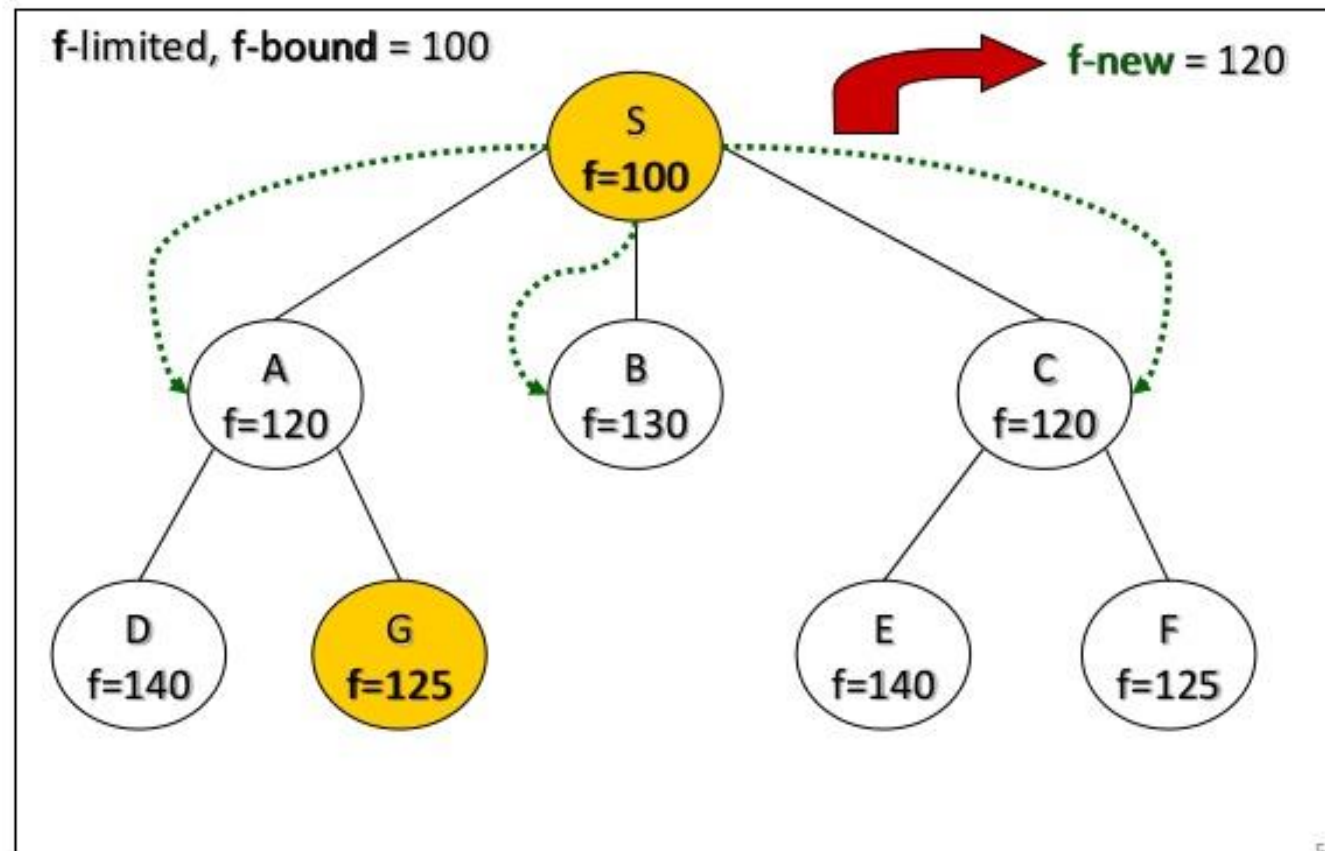 f-limited, f-bound = 100
f-new = 120
S
f=100
A
f=120
B
f=130
C
f=120
D
f=140
G
f=125
E
f=140
F
f=125